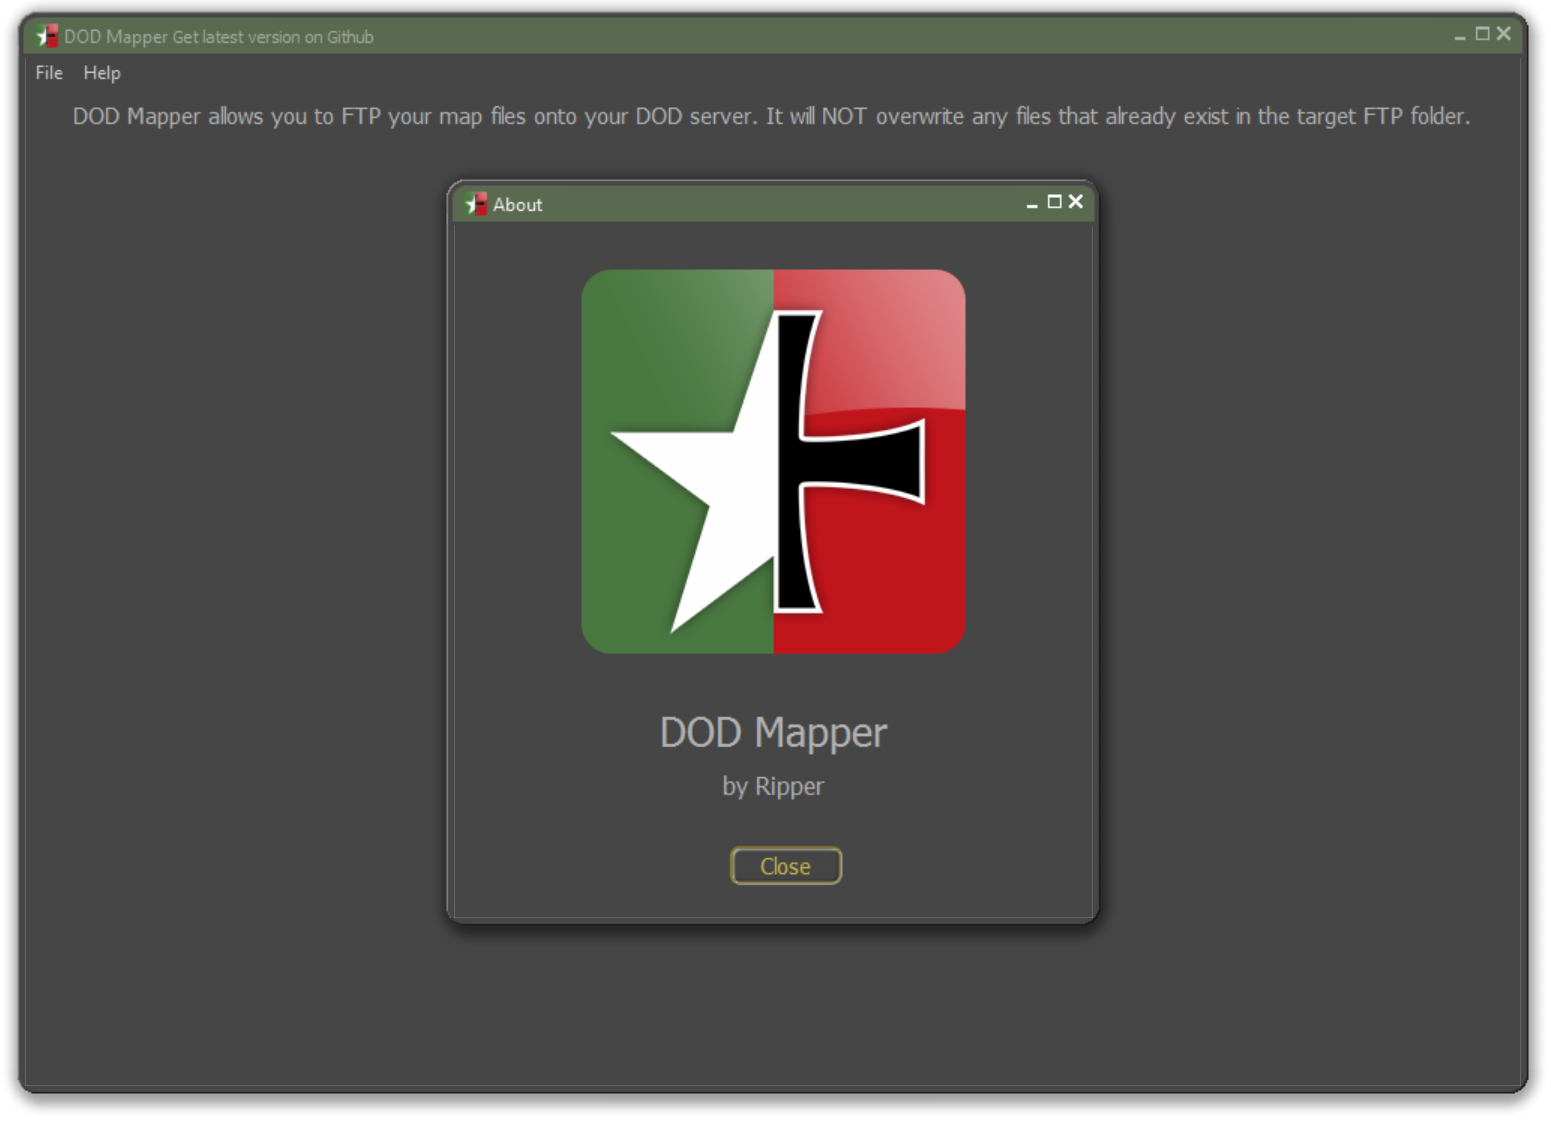 DOD Mapper Get latest version on Github
File Help
DOD Mapper allows you to FTP your map files onto your DOD server. It will NOT overwrite any files that already exist in the target FTP folder.
About
DOD Mapper
by Ripper
Close